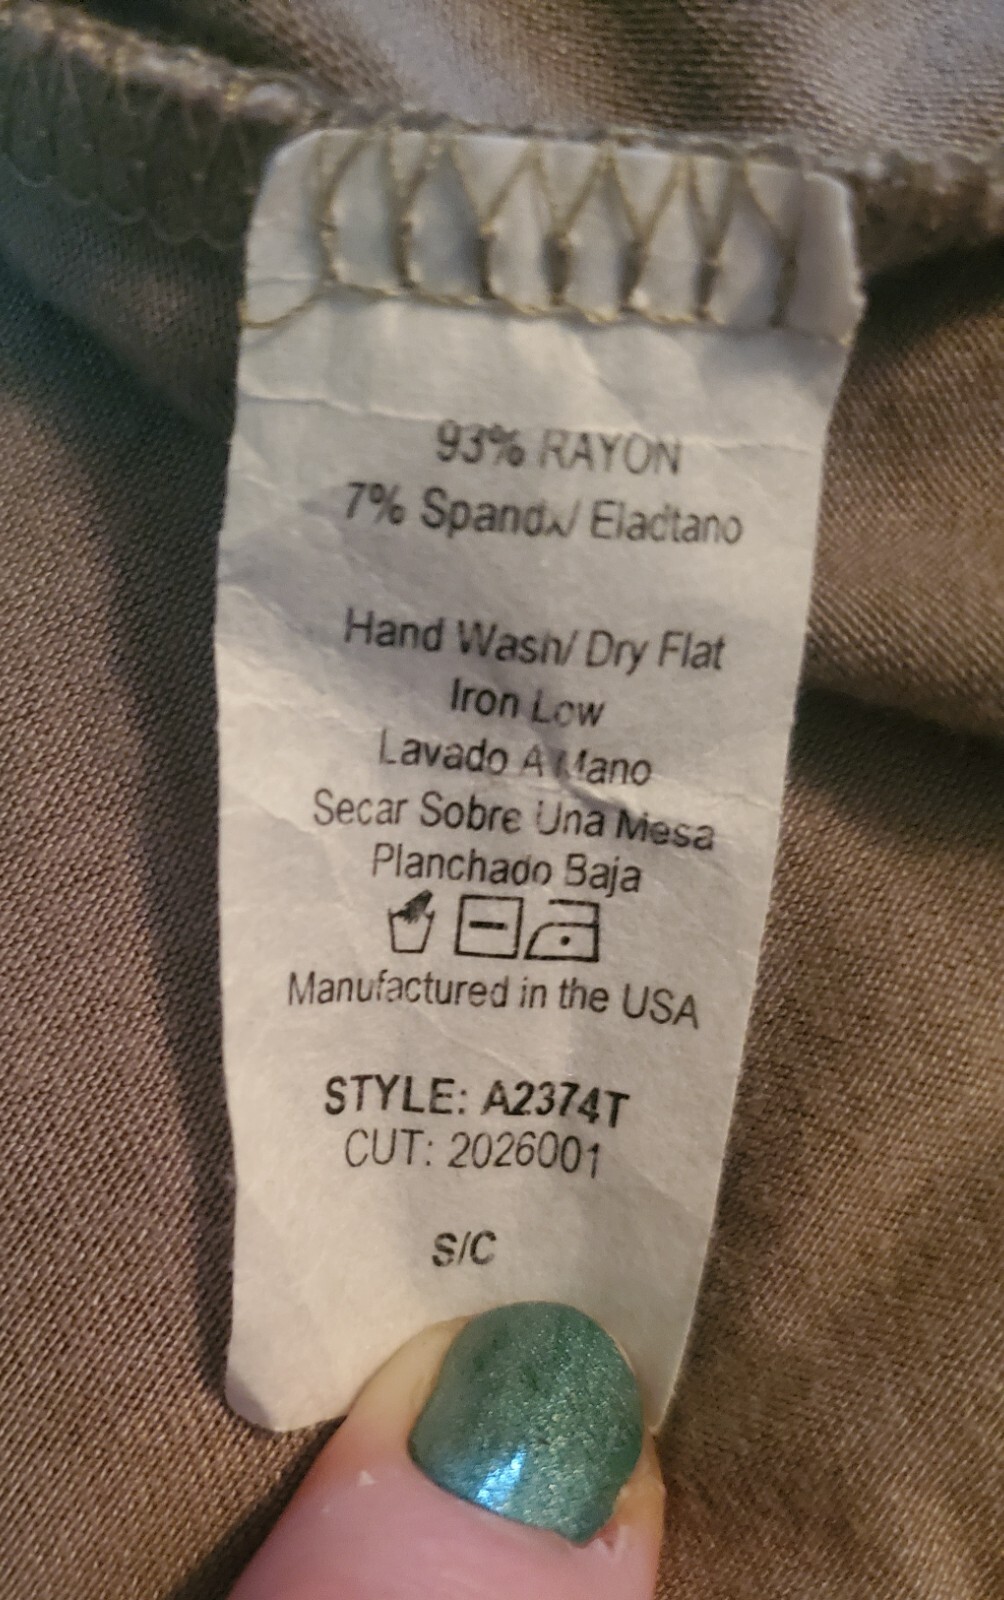 93% RAYON
7% Spandx/ Eladtano
Hand Wash/ Dry Flat
Iron Low
Lavado A Mano
Secar Sobre Una Mesa
Planchado Baja
Manufactured in the USA
STYLE: A2374T
CUT: 2026001
S/C